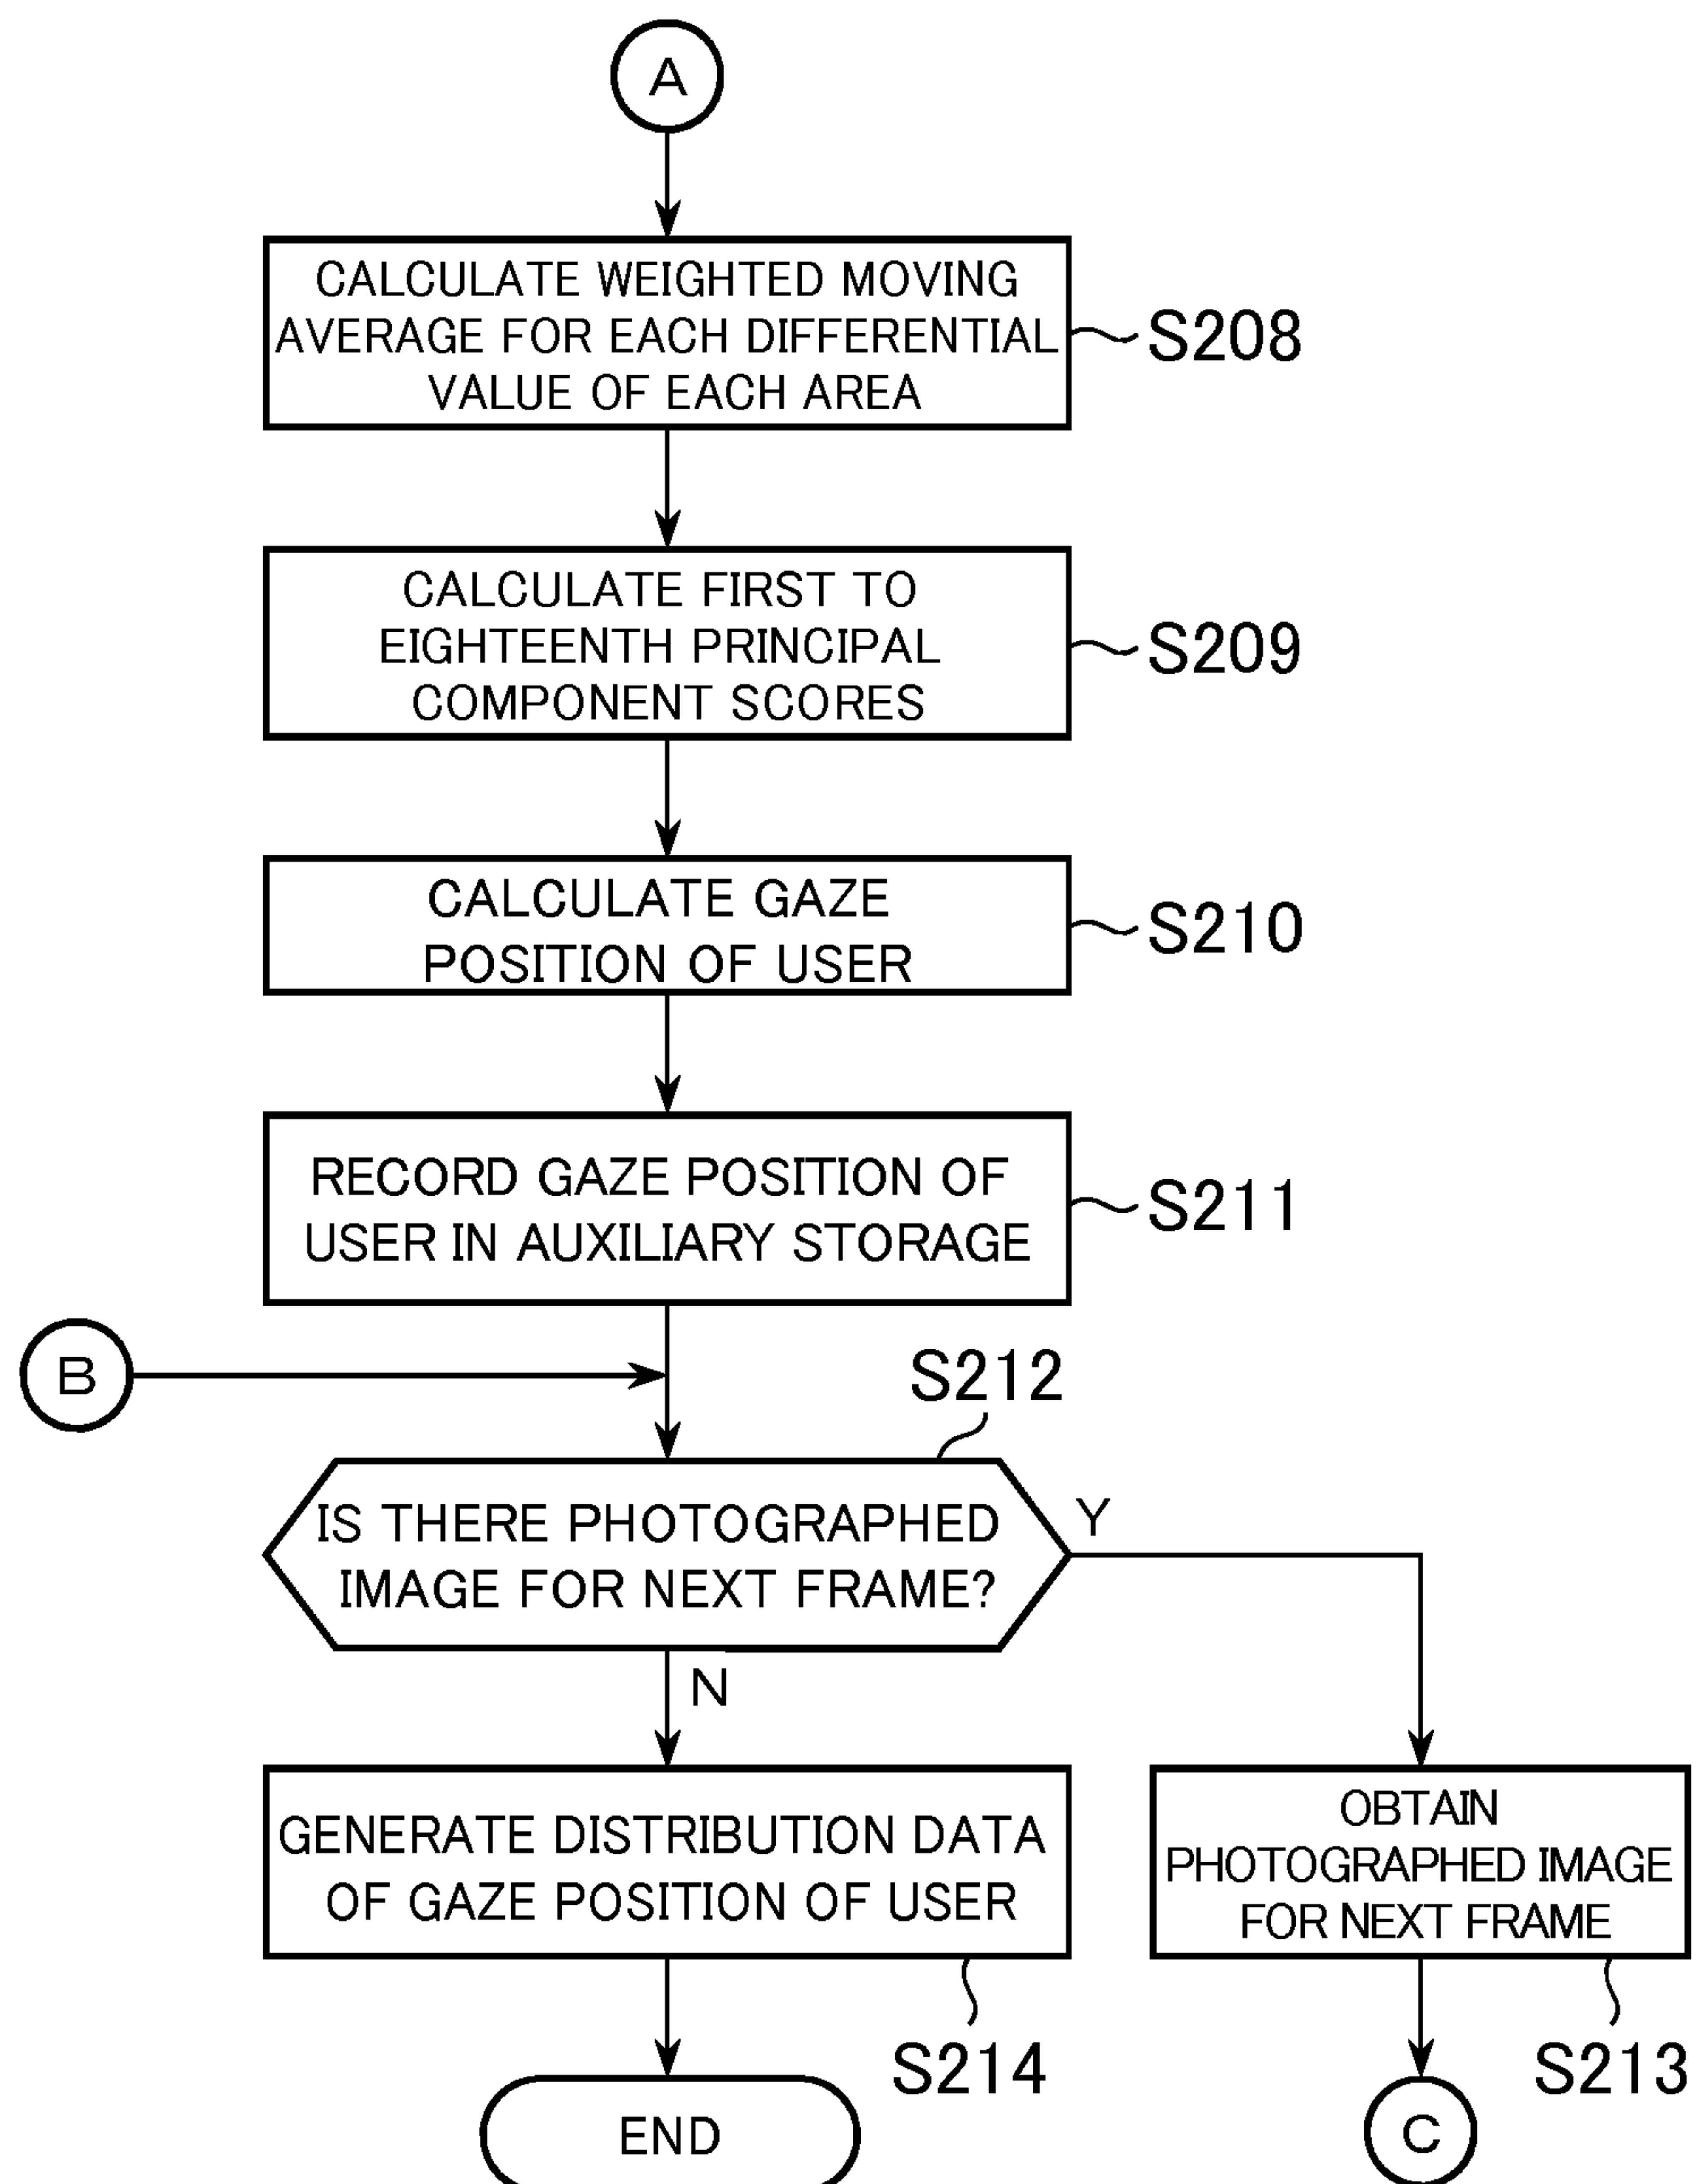 A
CALCULATE WEIGHTED MOVING
AVERAGE FOR EACH DIFFERENTIAL
VALUE OF EACH AREA
S208
CALCULATE FIRST TO
EIGHTEENTH PRINCIPAL
COMPONENT SCORES
S209
CALCULATE GAZE
POSITION OF USER
S210
RECORD GAZE POSITION OF
USER IN AUXILIARY STORAGE
S211
B
S212
IS THERE PHOTOGRAPHED
IMAGE FOR NEXT FRAME?
Y
N
GENERATE DISTRIBUTION DATA
OF GAZE POSITION OF USER
S214
OBTAIN
PHOTOGRAPHED IMAGE
FOR NEXT FRAME
S213
END
C